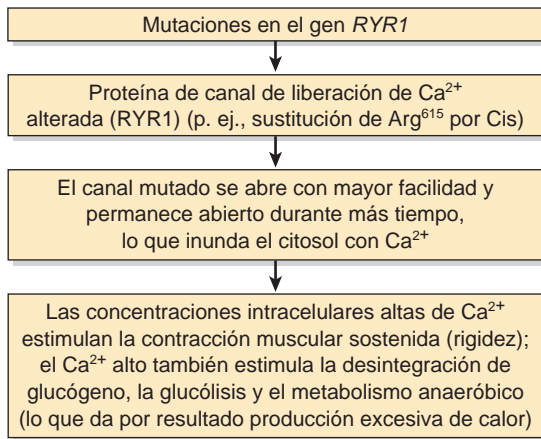 Mutaciones en el gen RYR1
Proteína de canal de liberación de Ca²⁺
alterada (RYR1) (p. ej., sustitución de Arg⁶¹⁵ por Cis)
El canal mutado se abre con mayor facilidad y
permanece abierto durante más tiempo,
lo que inunda el citosol con Ca²⁺
Las concentraciones intracelulares altas de Ca²⁺
estimulan la contracción muscular sostenida (rigidez);
el Ca²⁺ alto también estimula la desintegración de
glucógeno, la glucólisis y el metabolismo anaeróbico
(lo que da por resultado producción excesiva de calor)